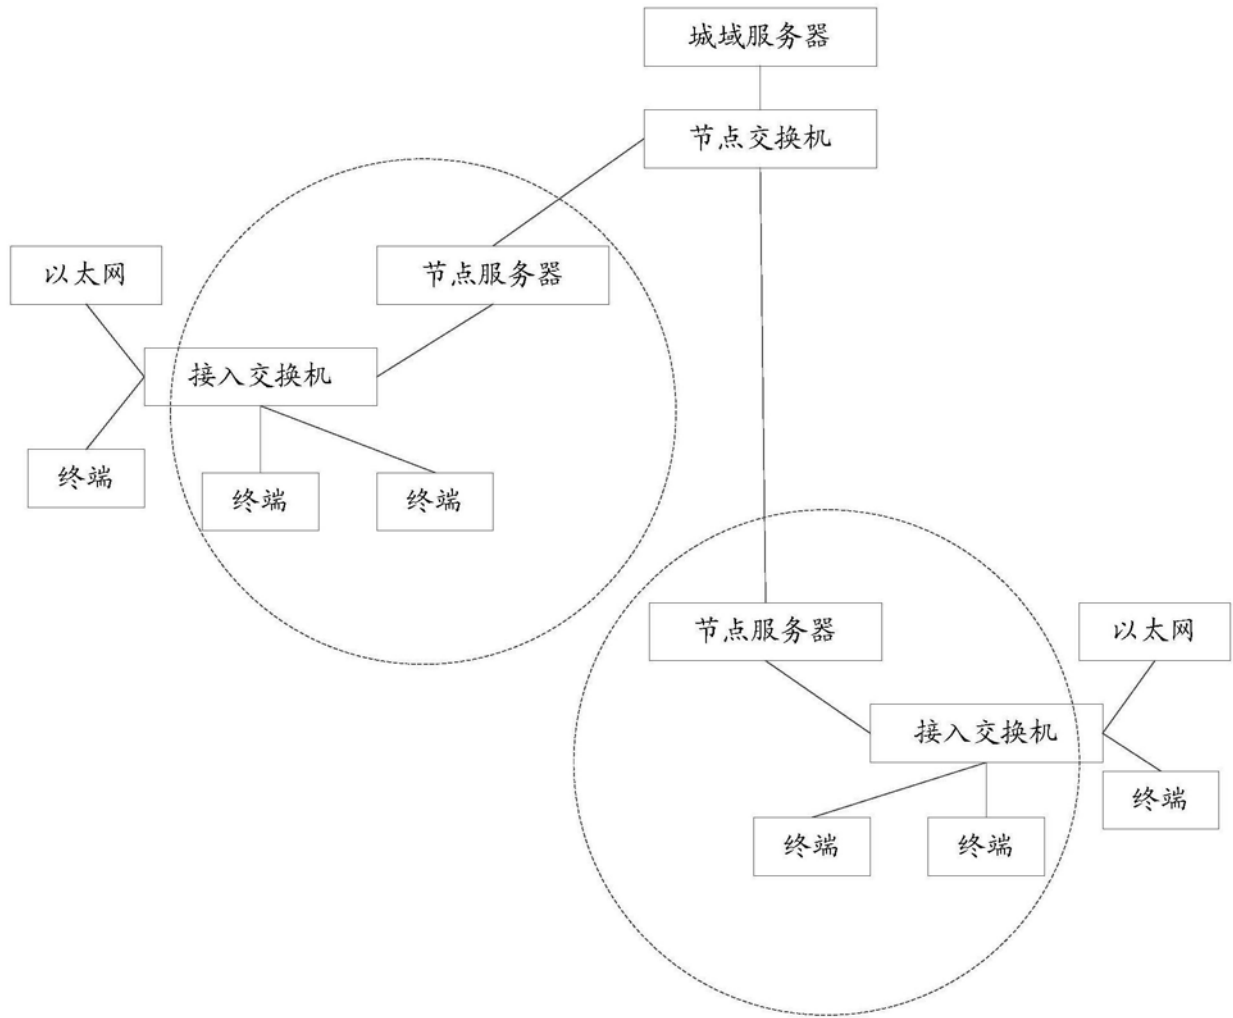 城域服务器
节点交换机
以太网
节点服务器
接入交换机
终端
终端
终端
节点服务器
以太网
接入交换机
终端
终端
终端